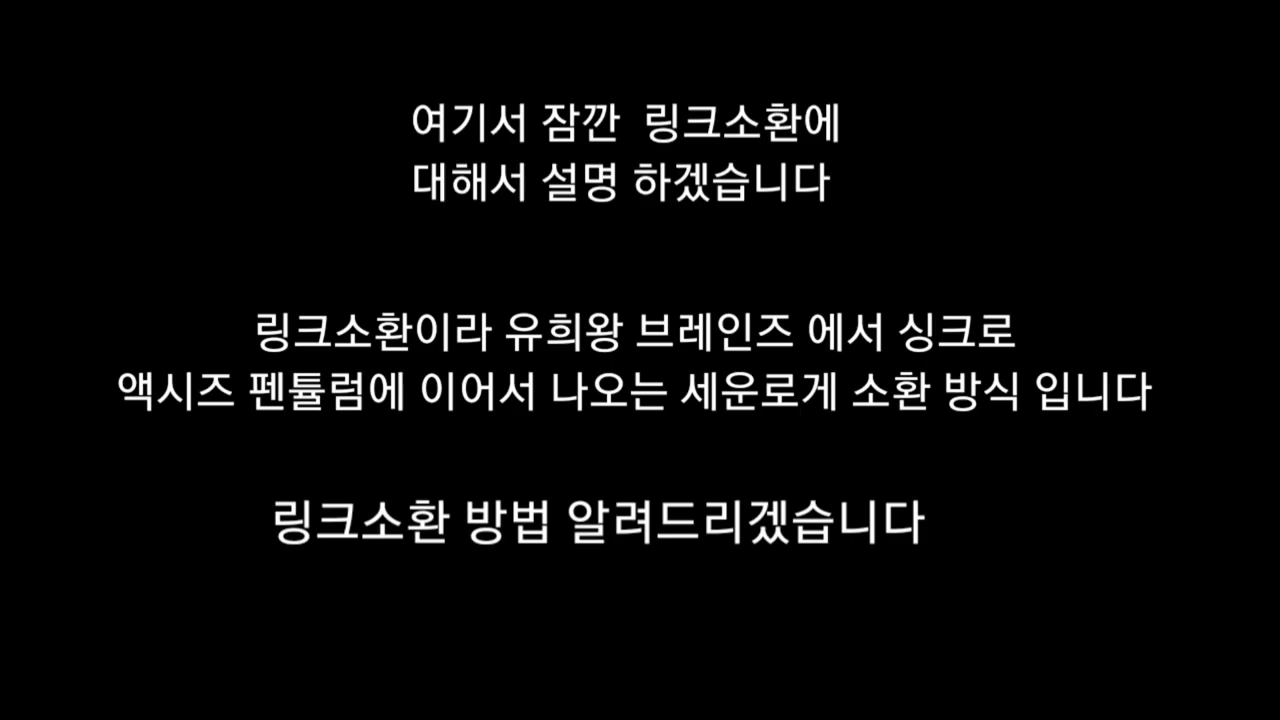 여기서 잠깐 링크소환에
대해서 설명 하겠습니다
링크소환이라 유희왕 브레인즈 에서 싱크로
액시즈 펜튤럼에 이어서 나오는 세운로게 소환 방식 입니다
링크소환 방법 알려드리겠습니다